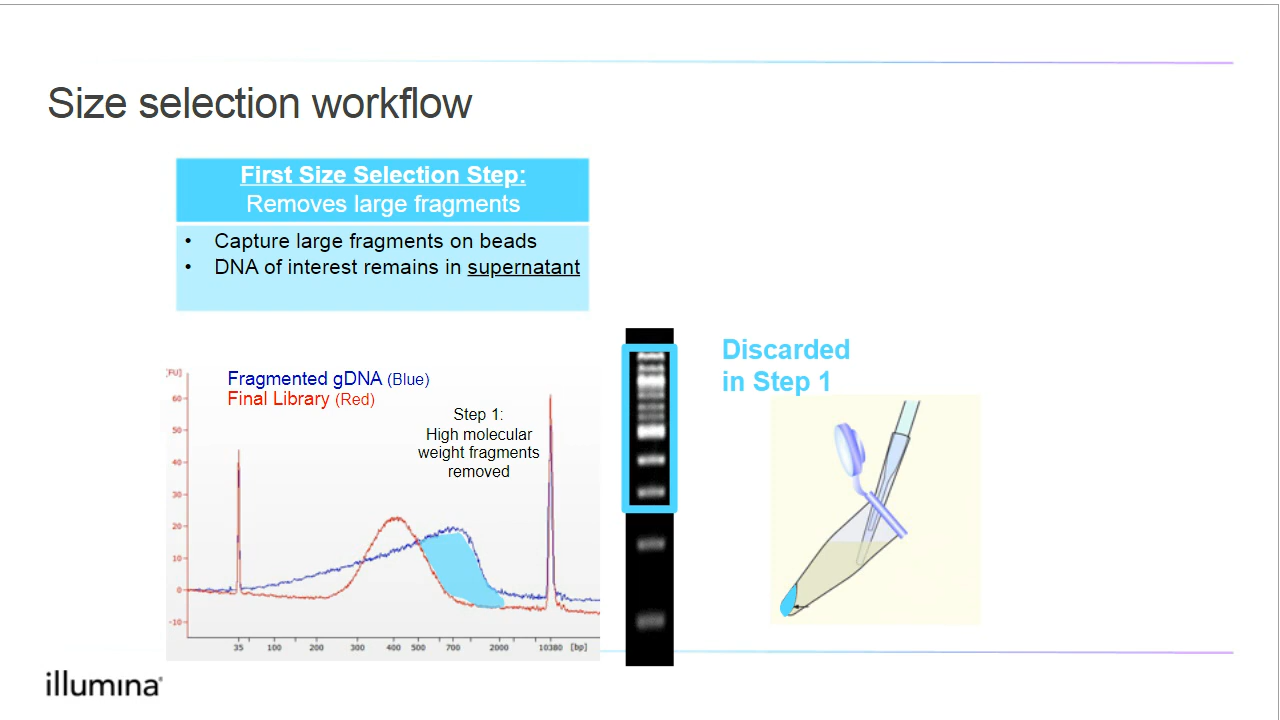 Size selection workflow
First Size Selection Step:
Removes large fragments
• Capture large fragments on beads
• DNA of interest remains in supernatant
Discarded
in Step 1
[FU]
Fragmented gDNA (Blue)
Final Library (Red)
Step 1:
High molecular
weight fragments
removed
60
50
40
30
20
10
0
-10
35 100 200 300 400 500 700 2000 10380 [bp]
illumina®